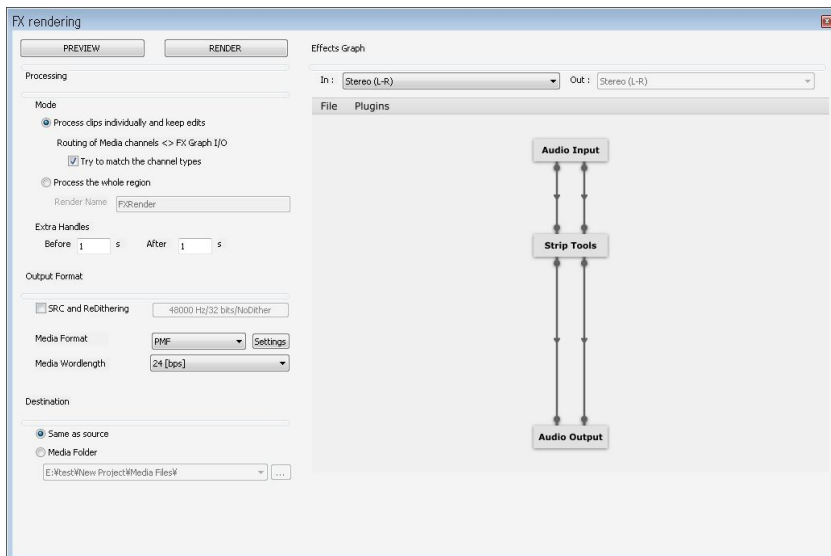 FX rendering
PREVIEW
RENDER
Processing
Mode
Process clips individually and keep edits
Routing of Media channels <> FX Graph I/O
Try to match the channel types
Process the whole region
Render Name FXRender
Extra Handles
Before 1 s After 1 s
Output Format
SRC and ReDithering 48000 Hz/32 bits/NoDither
Media Format PMF Settings
Media Wordlength 24 [bps]
Destination
Same as source
Media Folder
E:¥test¥New Project¥Media Files¥ ...
Effects Graph
In : Stereo (L-R) Out : Stereo (L-R)
File Plugins
Audio Input
Strip Tools
Audio Output